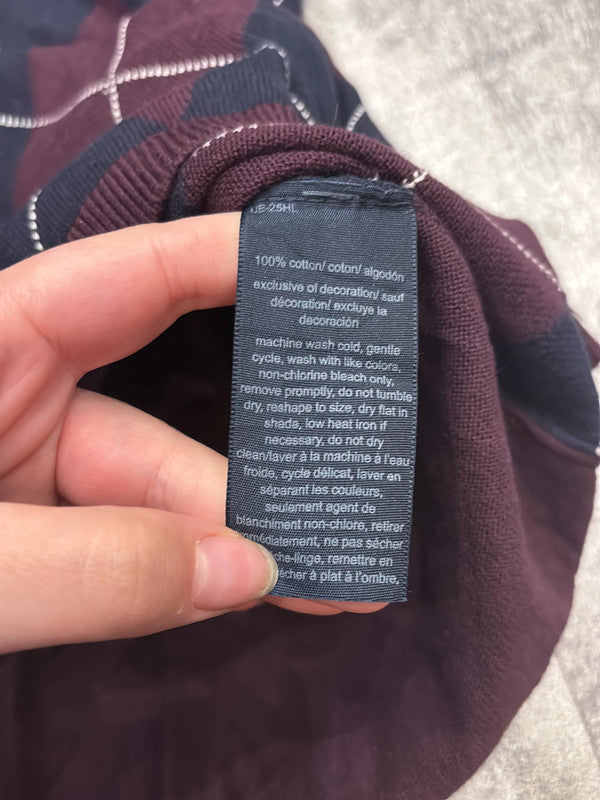 100% cotton/ coton/ algodón
exclusive of decoration/ sauf
décoration/ excluye la
decoración
machine wash cold, gentle
cycle, wash with like colors,
non-chlorine bleach only,
remove promptly, do not tumble
dry, reshape to size, dry flat in
shade, low heat iron if
necessary, do not dry
clean/laver à la machine à l'eau
froide, cycle délicat, laver en
séparant les couleurs,
seulement agent de
blanchiment non-chlore, retirer
immédiatement, ne pas sécher
remettre en
à plat à l'ombre,